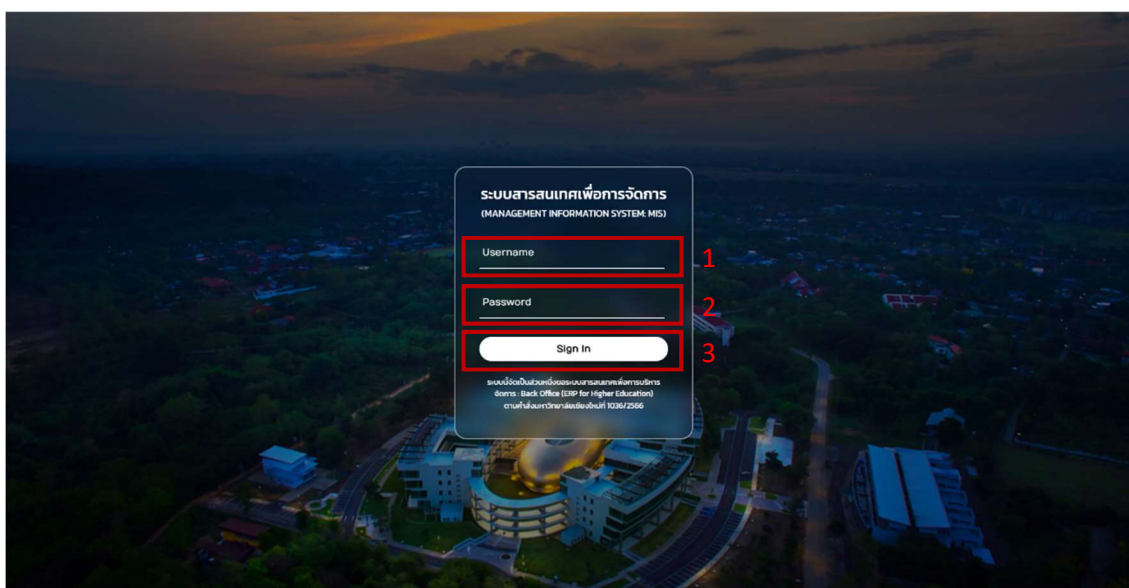 ระบบสารสนเทศเพื่อการจัดการ
(MANAGEMENT INFORMATION SYSTEM: MIS)
Username
1
Password
2
Sign In
3
ระบบนี้จัดเป็นส่วนหนึ่งของระบบสารสนเทศเพื่อการบริหาร
จัดการ : Back Office (ERP for Higher Education)
ตามคำสั่งมหาวิทยาลัยเชียงใหม่ที่ 1036/2566